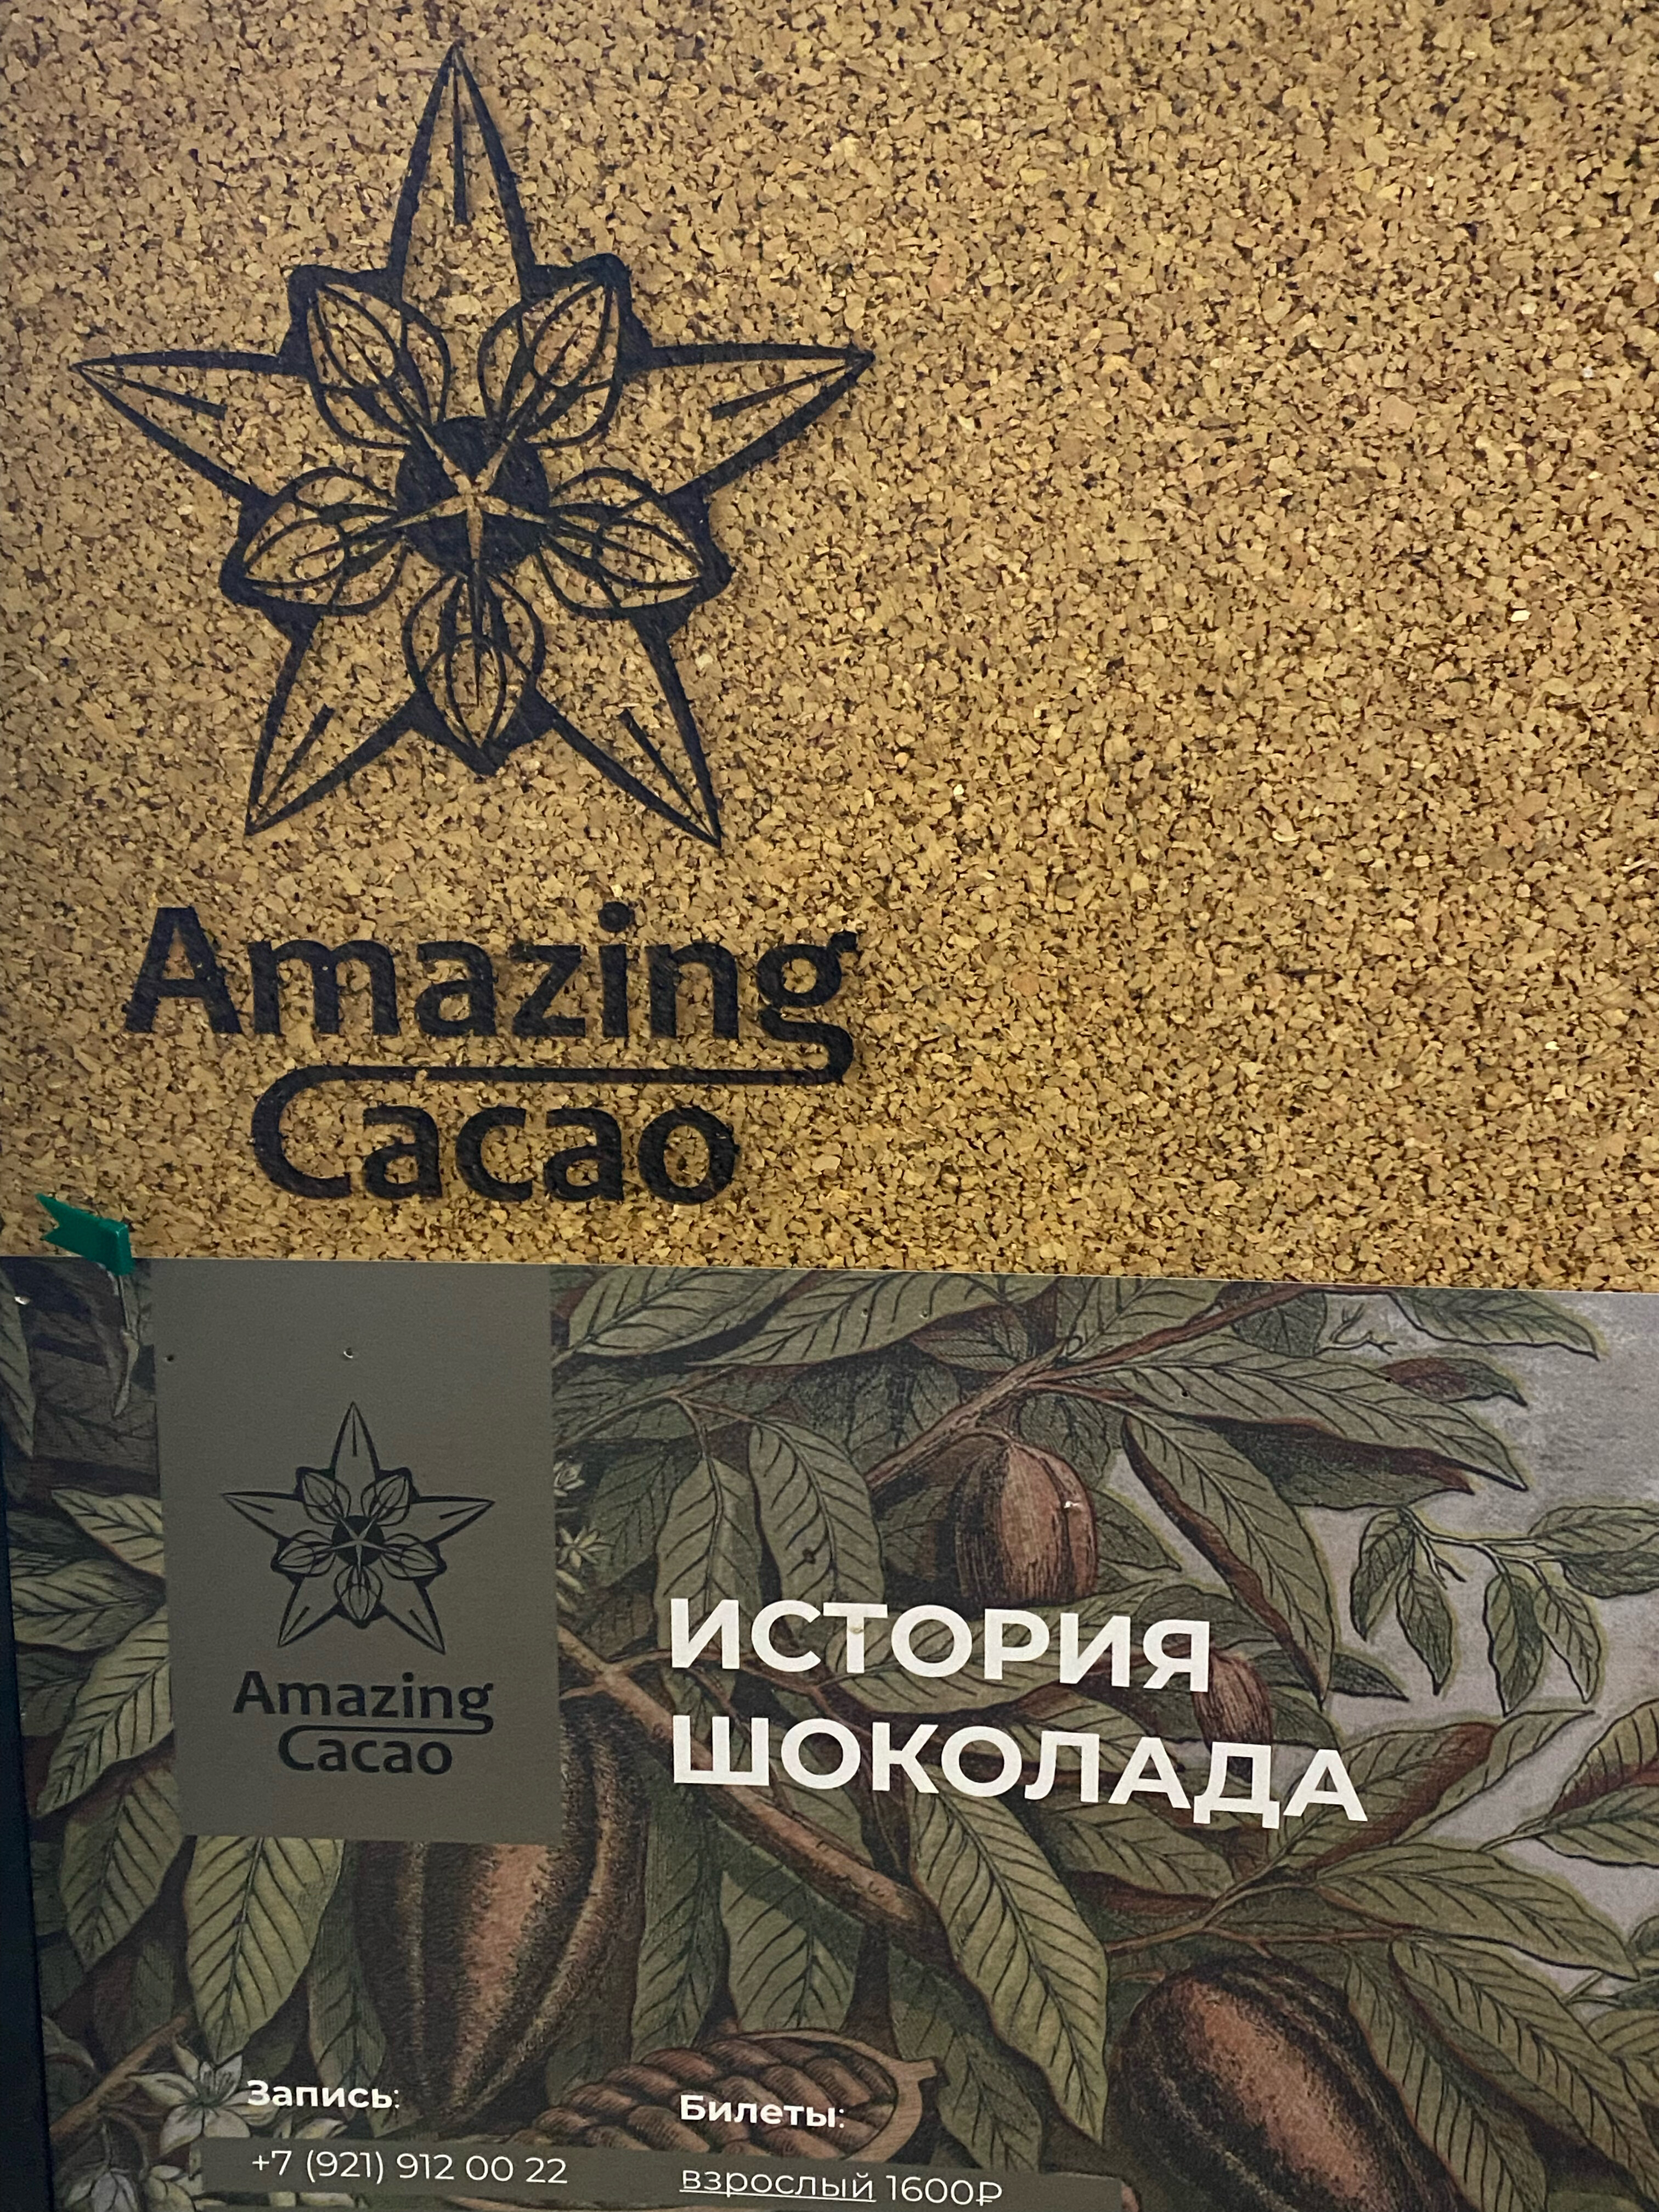 Amazing
Cacao
Amazing
Cacao
ИСТОРИЯ
ШОКОЛАДА
Запись:
+7 (921) 912 00 22
Билеты:
взрослый 1600₽